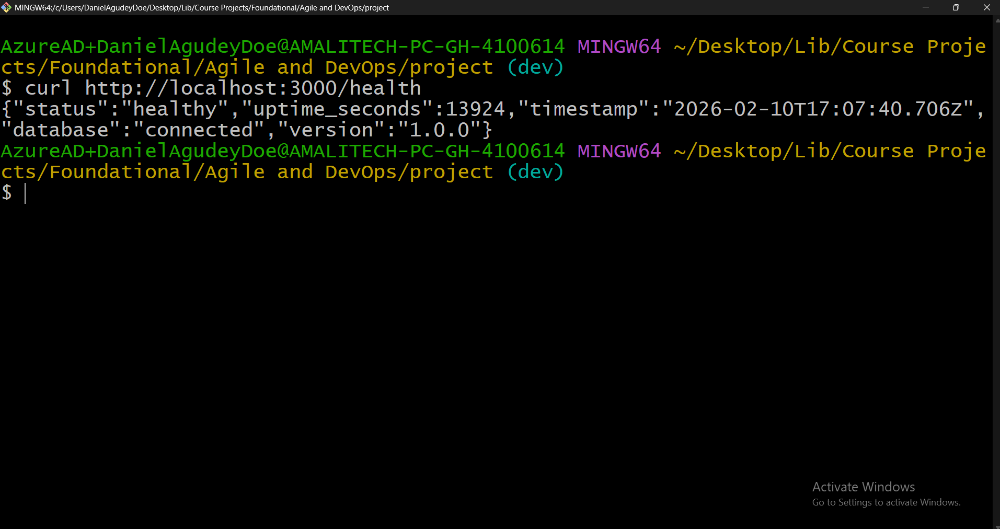 MINGW64:/c/Users/DanielAgudeyDoe/Desktop/Lib/Course Projects/Foundational/Agile and DevOps/project
AzureAD+DanielAgudeyDoe@AMALITECH-PC-GH-4100614 MINGW64 ~/Desktop/Lib/Course Proje
cts/Foundational/Agile and DevOps/project (dev)
$ curl http://localhost:3000/health
{"status":"healthy","uptime_seconds":13924,"timestamp":"2026-02-10T17:07:40.706Z",
"database":"connected","version":"1.0.0"}
AzureAD+DanielAgudeyDoe@AMALITECH-PC-GH-4100614 MINGW64 ~/Desktop/Lib/Course Proje
cts/Foundational/Agile and DevOps/project (dev)
$
Activate Windows
Go to Settings to activate Windows.